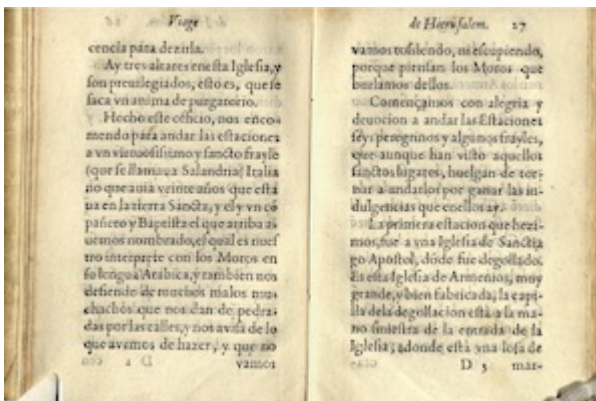 Viage
cencia para dezirla.
Ay tres altares en esta Iglesia, y
son preuilegiados, esto es, que se
saca vn anima de purgatorio.
Hecho este oficio, nos enco-
mendo para andar las estaciones
a vn virtuosissimo y sancto frayle
(que se llamaua Salandria) Italia
no que auia veinte años que esta
ua en la tierra Sancta, y el y vn cõ
pañero y Baptista el que arriba a-
uemos nombrado, el qual es nues
tro interprete con los Moros en
su lengua Arabica, y tambien nos
defiende de muchos malos mu-
chachos que nos dan de pedra-
das por las calles, y nos auisa de lo
que avemos de hazer, y que no
D 2 vamos
de Hierusalem. 27
vamos tosiendo, ni escupiendo,
porque piensan los Moros que
burlamos dellos.
Començamos con alegria y
deuocion a andar las Estaciones
seys peregrinos y algunos frayles,
que aunque han visto aquellos
sanctos lugares, huelgan de tor-
nar a andarlos por ganar las in-
dulgencias que en ellos ay.
La primera estacion que hezi-
mos, fue a vna Iglesia de Sanctia
go Apostol, dõde fue degollado.
Es esta Iglesia de Armenios, muy
grande, y bien fabricada, la capi-
lla de la degollacion està a la ma-
no siniestra de la entrada de la
Iglesia, adonde està vna losa de
D 3 mar-